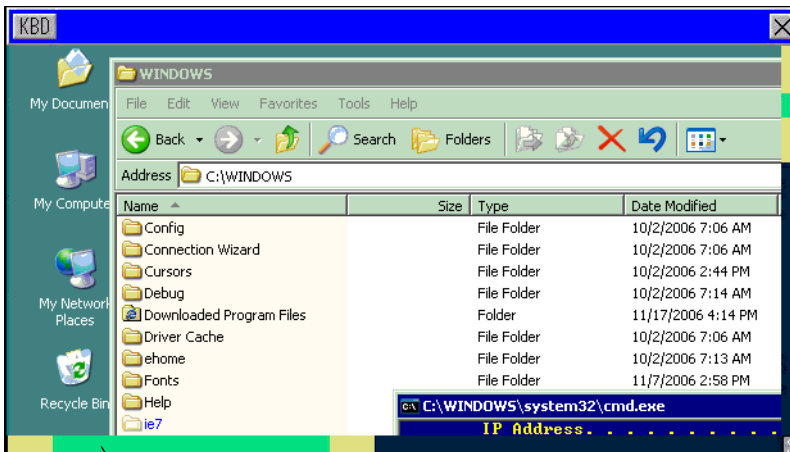 KBD
My Documen
My Compute
My Network
Places
Recycle Bin
WINDOWS
File Edit View Favorites Tools Help
Back Search Folders
Address C:\WINDOWS
Name Size Type Date Modified
Config File Folder 10/2/2006 7:06 AM
Connection Wizard File Folder 10/2/2006 7:06 AM
Cursors File Folder 10/2/2006 2:44 PM
Debug File Folder 10/2/2006 7:14 AM
Downloaded Program Files Folder 11/17/2006 4:14 PM
Driver Cache File Folder 10/2/2006 7:06 AM
ehome File Folder 10/2/2006 7:13 AM
Fonts File Folder 11/7/2006 2:58 PM
Help
ie7
C:\WINDOWS\system32\cmd.exe
IP Address. . . . . . . . . .